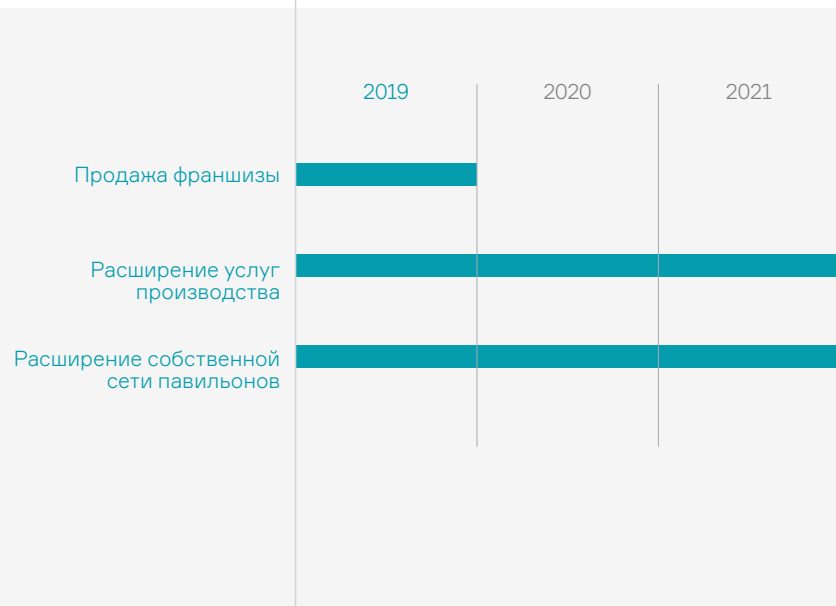 2019 2020 2021
Продажа франшизы
Расширение услуг
производства
Расширение собственной
сети павильонов